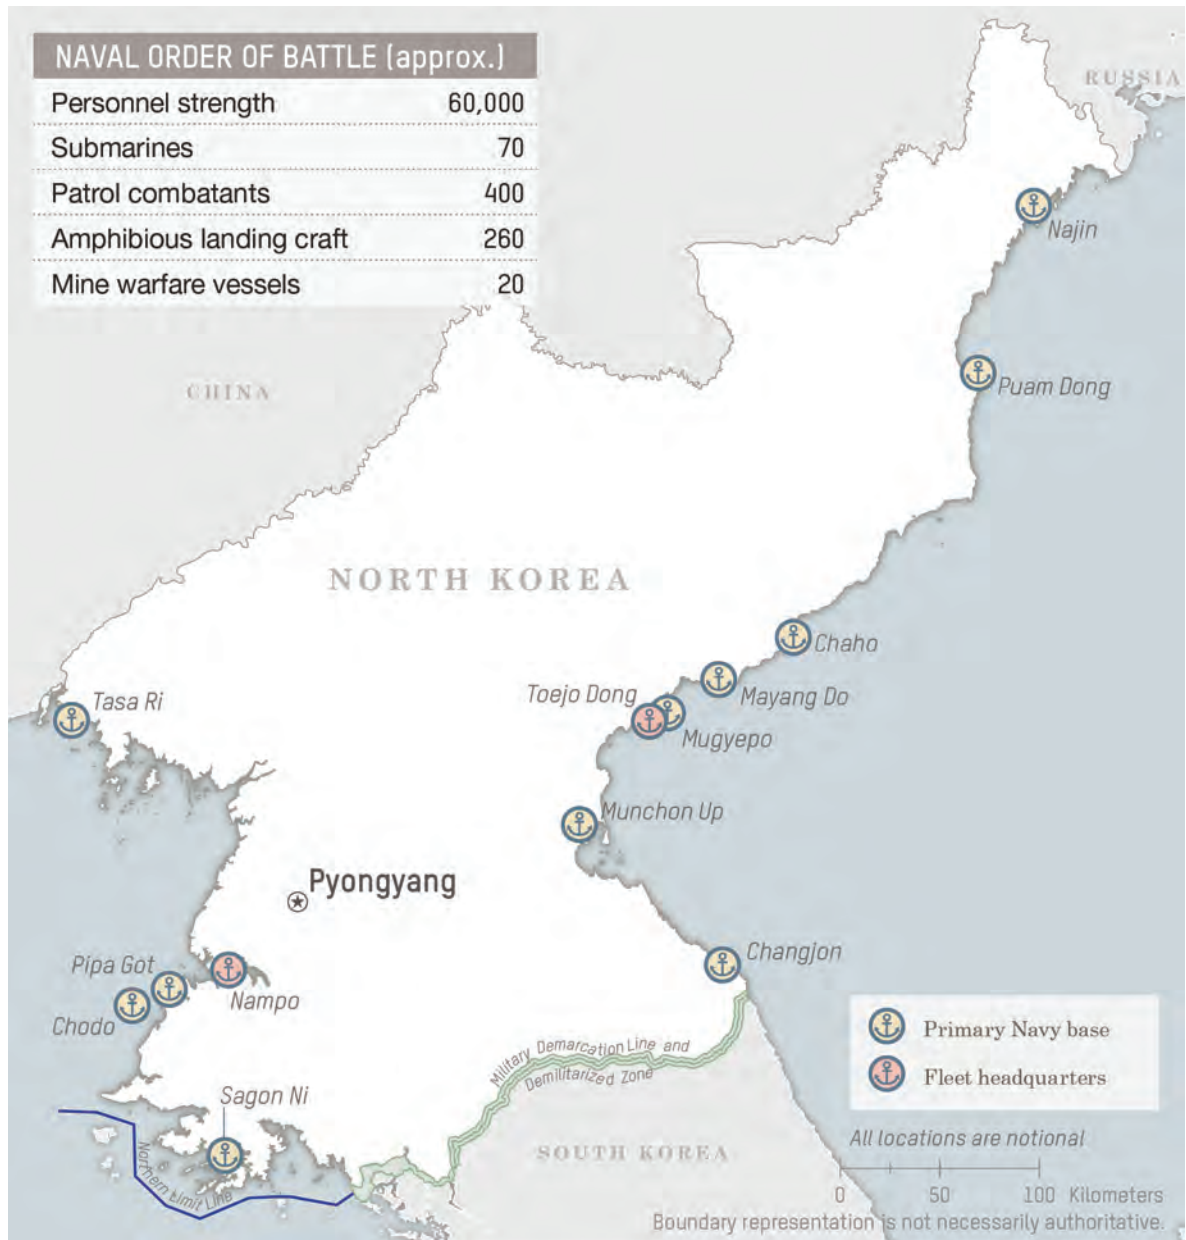 NAVAL ORDER OF BATTLE (approx.)
Personnel strength 60,000
Submarines 70
Patrol combatants 400
Amphibious landing craft 260
Mine warfare vessels 20
RUSSIA
Najin
CHINA
Puam Dong
NORTH KOREA
Chaho
Tasa Ri
Toejo Dong
Mayang Do
Mugyepo
Munchon Up
Pyongyang
Changjon
Pipa Got
Nampo
Chodo
Primary Navy base
Fleet headquarters
Military Demarcation Line and
Demilitarized Zone
Sagon Ni
Northern Limit Line
SOUTH KOREA
All locations are notional
0 50 100 Kilometers
Boundary representation is not necessarily authoritative.